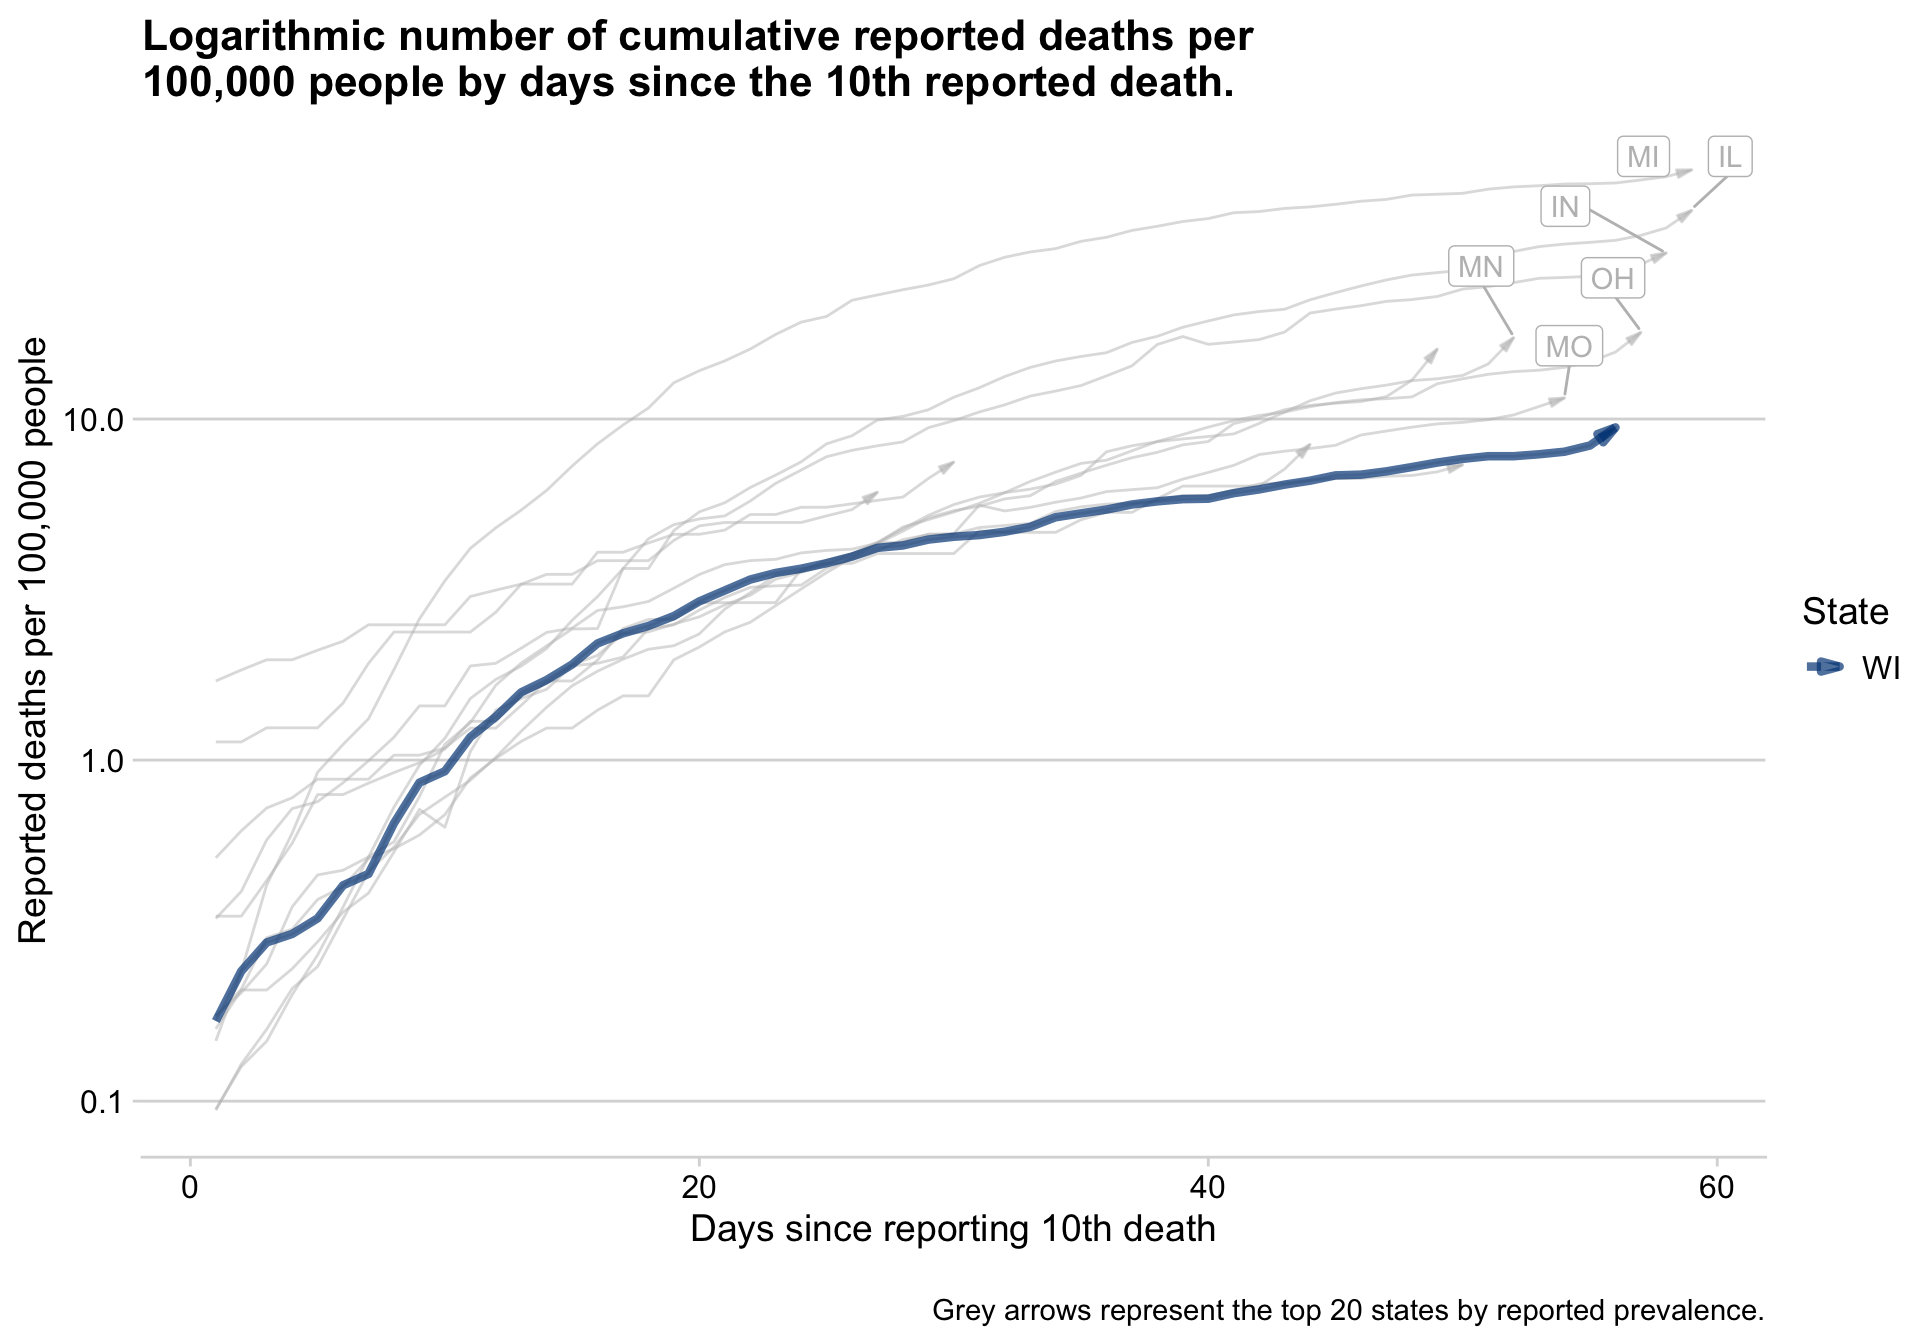 Logarithmic number of cumulative reported deaths per
100,000 people by days since the 10th reported death.
MI
IL
IN
MN
OH
MO
Reported deaths per 100,000 people
10.0
1.0
0.1
State
WI
0
20
40
60
Days since reporting 10th death
Grey arrows represent the top 20 states by reported prevalence.